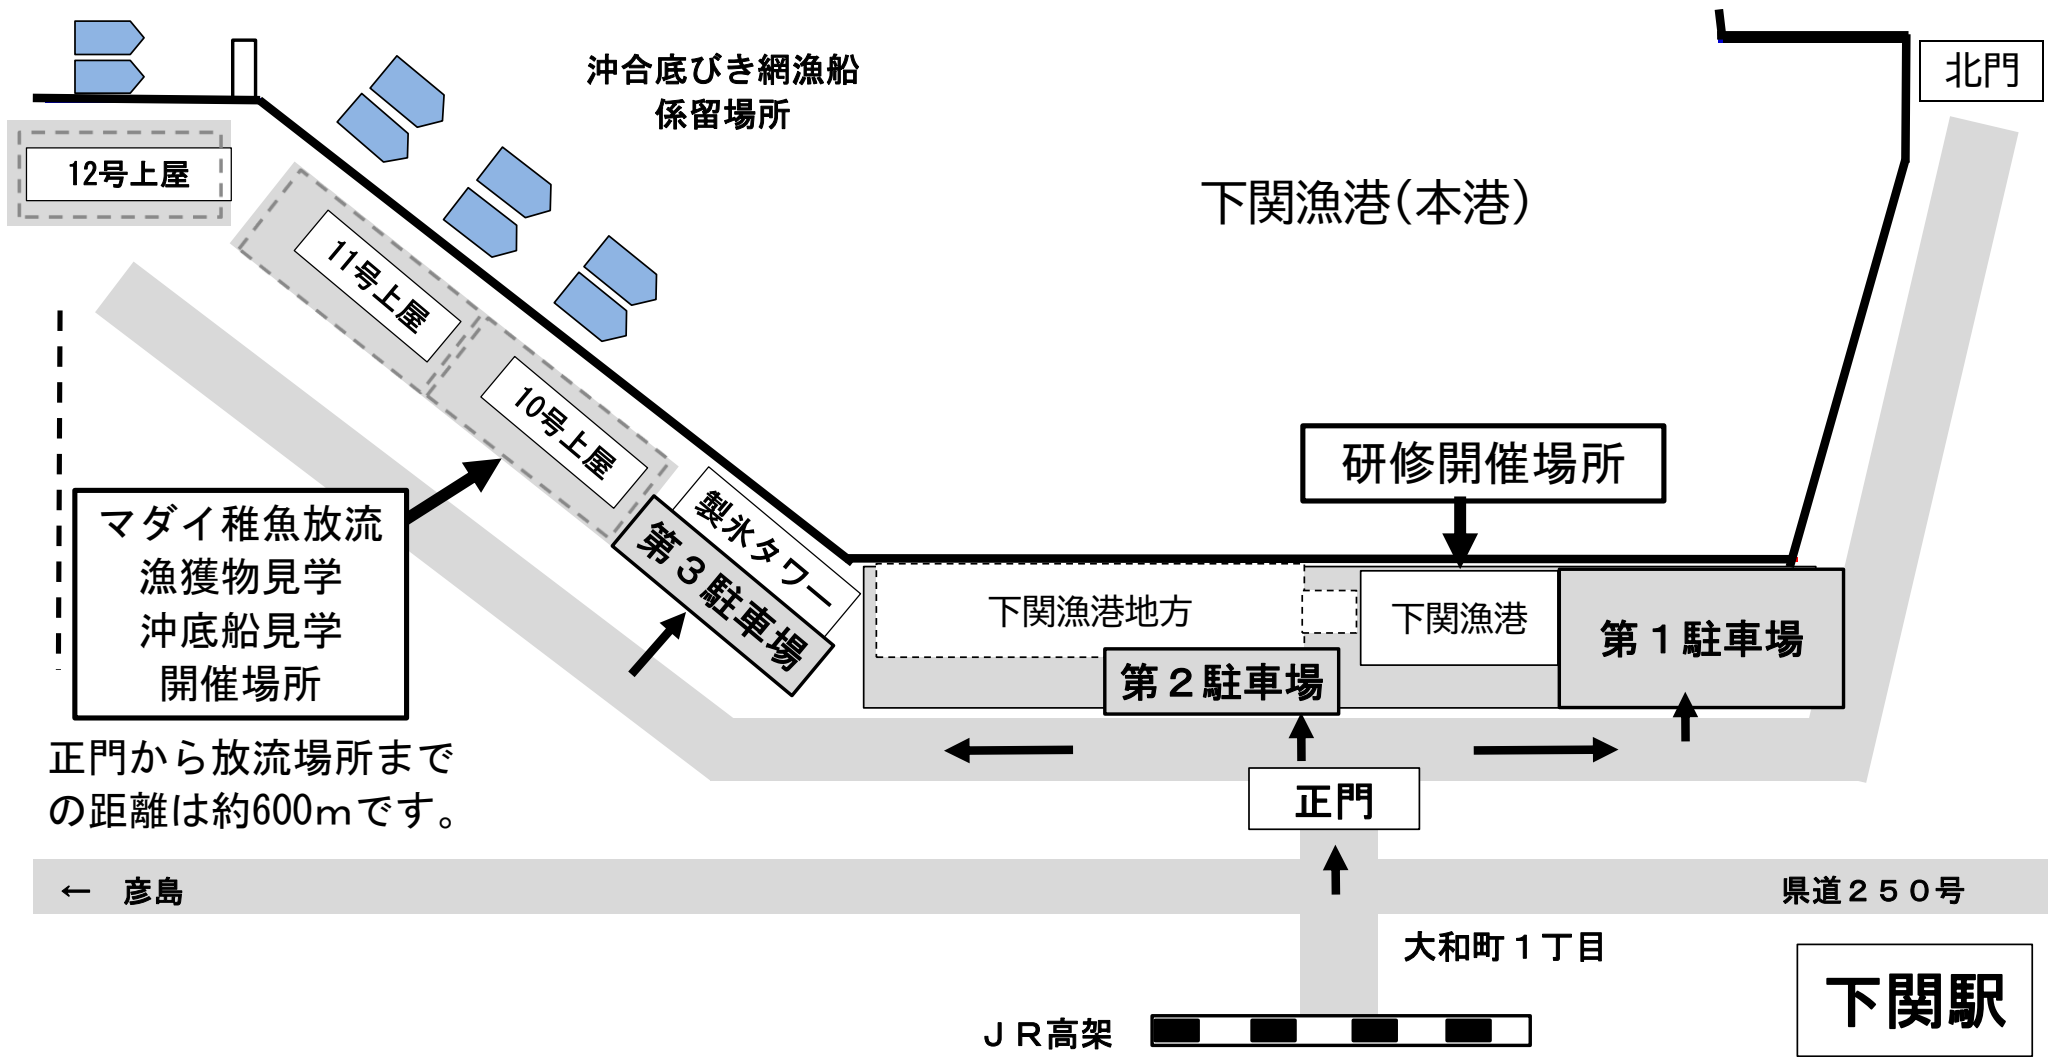 沖合底びき網漁船
係留場所
北門
12号上屋
下関漁港(本港)
11号上屋
10号上屋
研修開催場所
マダイ稚魚放流
漁獲物見学
沖底船見学
開催場所
製氷タワー
第３駐車場
下関漁港地方
下関漁港
第１駐車場
第２駐車場
正門から放流場所まで
の距離は約600mです。
正門
← 彦島
県道２５０号
大和町１丁目
下関駅
ＪＲ高架